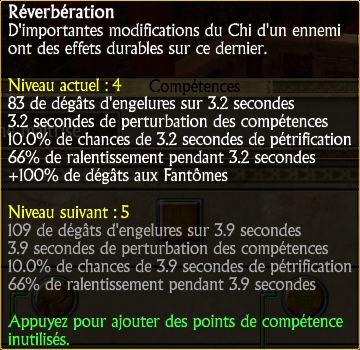 Réverbération
D'importantes modifications du Chi d'un ennemi
ont des effets durables sur ce dernier.
Niveau actuel : 4
Compétences
83 de dégâts d'engelures sur 3.2 secondes
3.2 secondes de perturbation des compétences
10.0% de chances de 3.2 secondes de pétrification
66% de ralentissement pendant 3.2 secondes
+100% de dégâts aux Fantômes
Niveau suivant : 5
109 de dégâts d'engelures sur 3.9 secondes
3.9 secondes de perturbation des compétences
10.0% de chances de 3.9 secondes de pétrification
66% de ralentissement pendant 3.9 secondes
Appuyez pour ajouter des points de compétence
inutilisés.